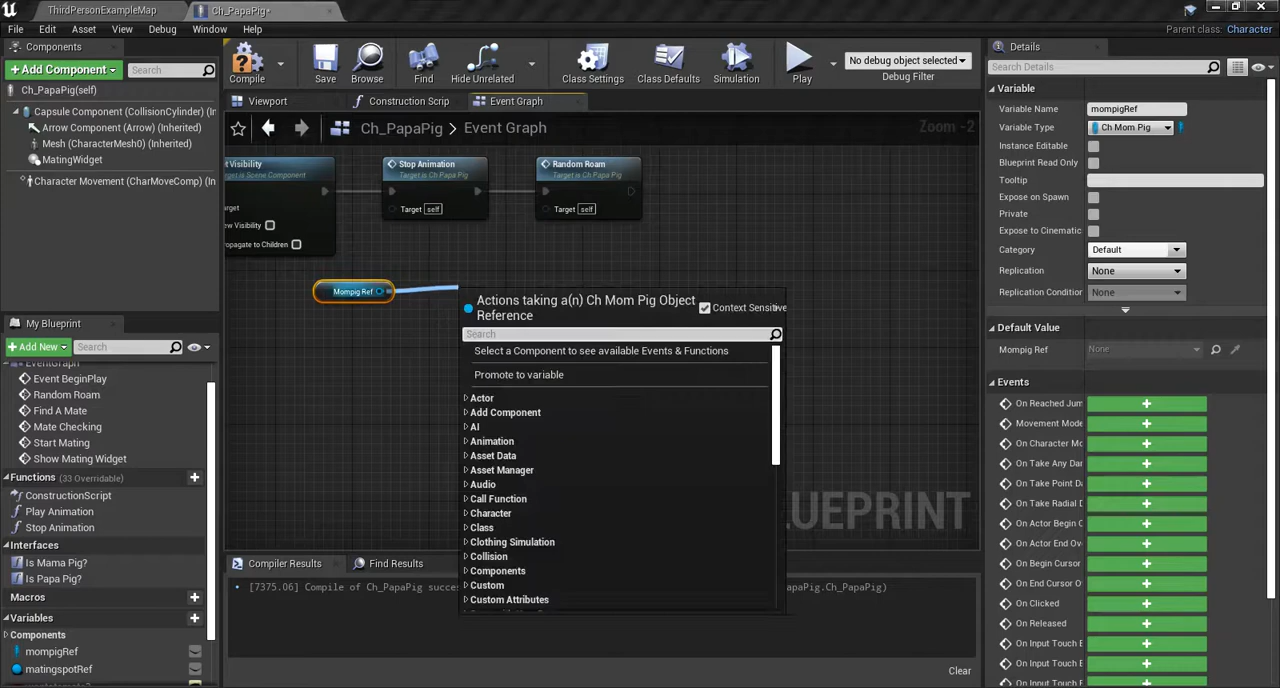 ThirdPersonExampleMap
Ch_PapaPig*
File Edit Asset View Debug Window Help
Parent class: Character
Components
+ Add Component
Search
Ch_PapaPig(self)
Capsule Component (CollisionCylinder) (In
Arrow Component (Arrow) (Inherited)
Mesh (CharacterMesh0) (Inherited)
MatingWidget
Character Movement (CharMoveComp) (In
Compile
Save
Browse
Find
Hide Unrelated
Class Settings
Class Defaults
Simulation
Play
No debug object selected
Debug Filter
Viewport
Construction Scrip
Event Graph
Ch_PapaPig > Event Graph
Zoom -2
t Visibility
arget is Scene Component
arget
ew Visibility
ropagate to Children
Stop Animation
Target is Ch Papa Pig
Target self
Random Roam
Target is Ch Papa Pig
Target self
Mompig Ref
Actions taking a(n) Ch Mom Pig Object
Reference
Context Sensitive
Search
Select a Component to see available Events & Functions
Promote to variable
Actor
Add Component
AI
Animation
Asset Data
Asset Manager
Audio
Call Function
Character
Class
Clothing Simulation
Collision
Components
Custom
Custom Attributes
LUEPRINT
My Blueprint
+ Add New
Search
EventGraph
Event BeginPlay
Random Roam
Find A Mate
Mate Checking
Start Mating
Show Mating Widget
Functions (33 Overridable)
ConstructionScript
Play Animation
Stop Animation
Interfaces
Is Mama Pig?
Is Papa Pig?
Macros
Variables
Components
mompigRef
matingspotRef
Compiler Results
Find Results
[7375.06] Compile of Ch_PapaPig succe
apaPig.Ch_PapaPig)
Clear
Details
Search Details
Variable
Variable Name mompigRef
Variable Type Ch Mom Pig
Instance Editable
Blueprint Read Only
Tooltip
Expose on Spawn
Private
Expose to Cinematic
Category Default
Replication None
Replication Condition None
Default Value
Mompig Ref None
Events
On Reached Jum
Movement Mode
On Character Mo
On Take Any Dar
On Take Point Da
On Take Radial D
On Actor Begin C
On Actor End Ov
On Begin Cursor
On End Cursor O
On Clicked
On Released
On Input Touch B
On Input Touch E